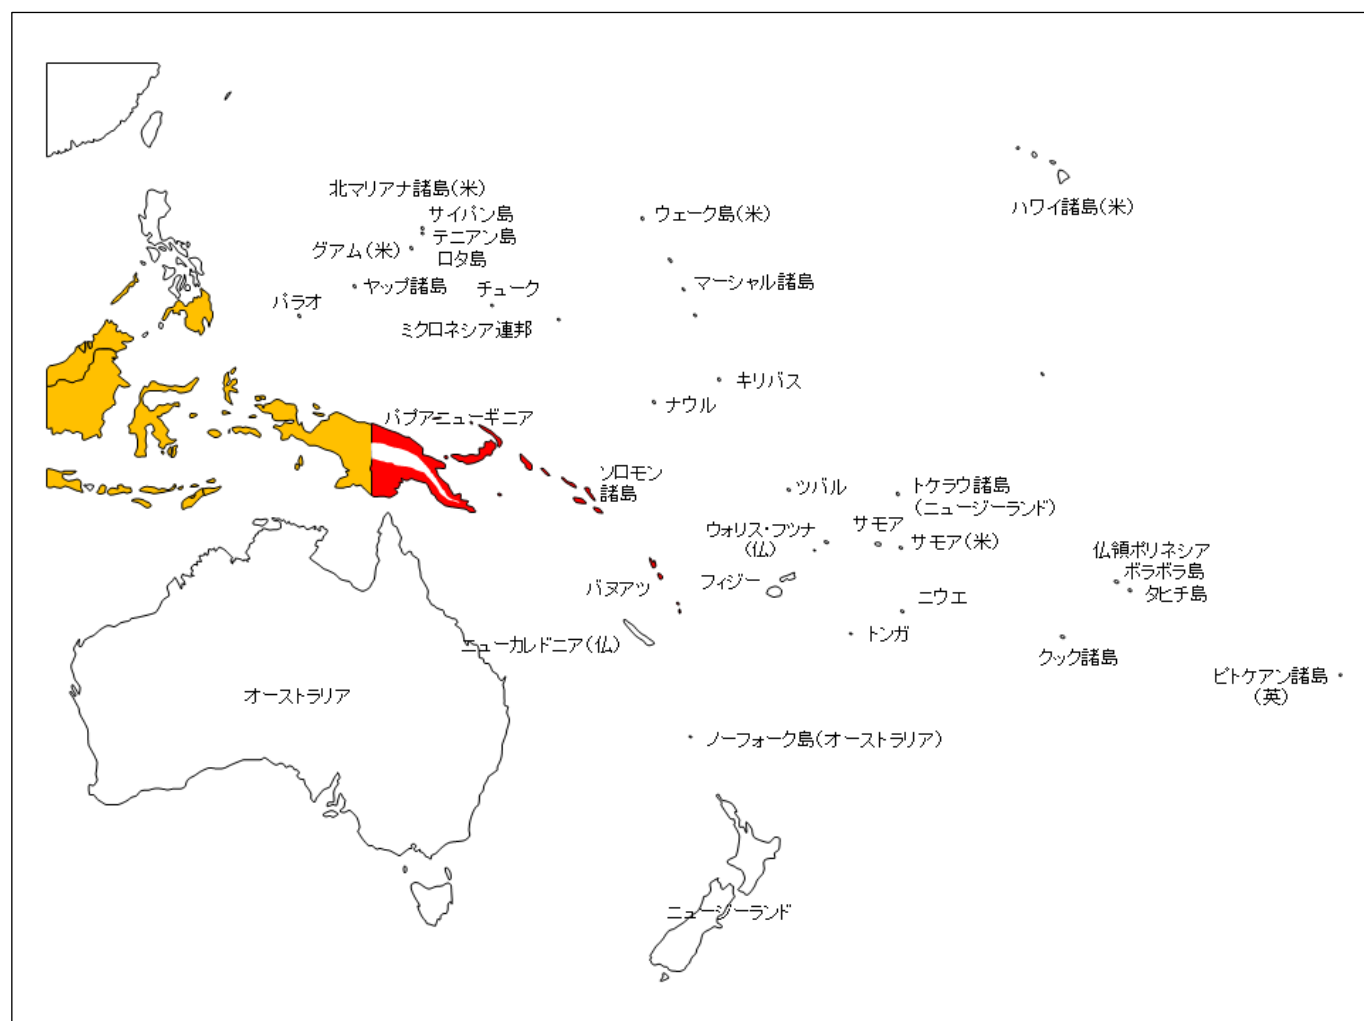 北マリアナ諸島(米)
サイパン島
テニアン島
ロタ島
グアム(米)
ヤップ諸島
チューク
パラオ
ミクロネシア連邦
ウェーク島(米)
マーシャル諸島
ハワイ諸島(米)
キリバス
ナウル
パプアニューギニア
ソロモン
諸島
ツバル
トケラウ諸島
(ニュージーランド)
ウォリス・フツナ
(仏)
サモア
サモア(米)
仏領ポリネシア
ボラボラ島
タヒチ島
バヌアツ
フィジー
ニウエ
トンガ
ニューカレドニア(仏)
クック諸島
ピトケアン諸島
(英)
オーストラリア
ノーフォーク島(オーストラリア)
ニュージーランド